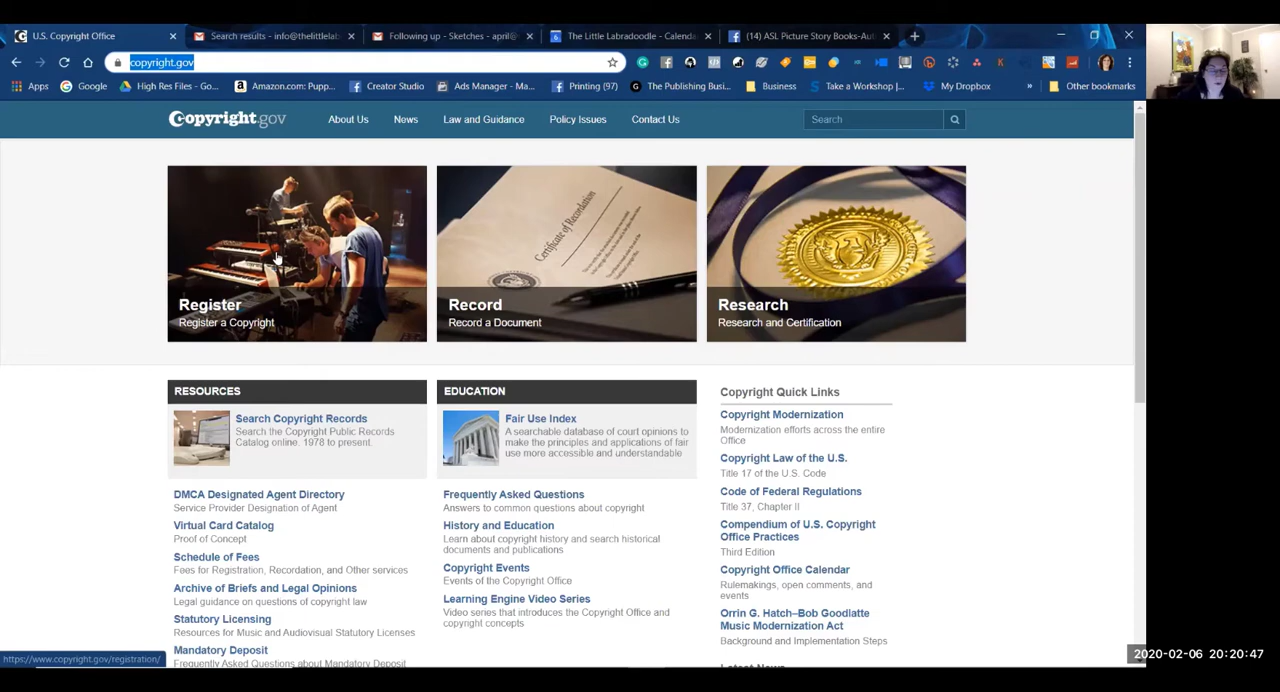 U.S. Copyright Office
Search results - info@thelittlelab
Following up - Sketches - april@
The Little Labradoodle - Calenda
(14) ASL Picture Story Books-Aut
copyright.gov
Apps
Google
High Res Files - Go...
Amazon.com: Pupp...
Creator Studio
Ads Manager - Ma...
Printing (97)
The Publishing Busi...
Business
Take a Workshop |...
My Dropbox
»
Other bookmarks
Copyright.gov
About Us
News
Law and Guidance
Policy Issues
Contact Us
Search
Certificate of Recordation
Register
Register a Copyright
Record
Record a Document
Research
Research and Certification
RESOURCES
Search Copyright Records
Search the Copyright Public Records
Catalog online. 1978 to present.
DMCA Designated Agent Directory
Service Provider Designation of Agent
Virtual Card Catalog
Proof of Concept
Schedule of Fees
Fees for Registration, Recordation, and Other services
Archive of Briefs and Legal Opinions
Legal guidance on questions of copyright law
Statutory Licensing
Resources for Music and Audiovisual Statutory Licenses
Mandatory Deposit
Frequently Asked Questions about Mandatory Deposit
EDUCATION
Fair Use Index
A searchable database of court opinions to
make the principles and applications of fair
use more accessible and understandable
Frequently Asked Questions
Answers to common questions about copyright
History and Education
Learn about copyright history and search historical
documents and publications
Copyright Events
Events of the Copyright Office
Learning Engine Video Series
Video series that introduces the Copyright Office and
copyright concepts
Copyright Quick Links
Copyright Modernization
Modernization efforts across the entire
Office
Copyright Law of the U.S.
Title 17 of the U.S. Code
Code of Federal Regulations
Title 37, Chapter II
Compendium of U.S. Copyright
Office Practices
Third Edition
Copyright Office Calendar
Rulemakings, open comments, and
events
Orrin G. Hatch–Bob Goodlatte
Music Modernization Act
Background and Implementation Steps
https://www.copyright.gov/registration/
2020-02-06 20:20:47